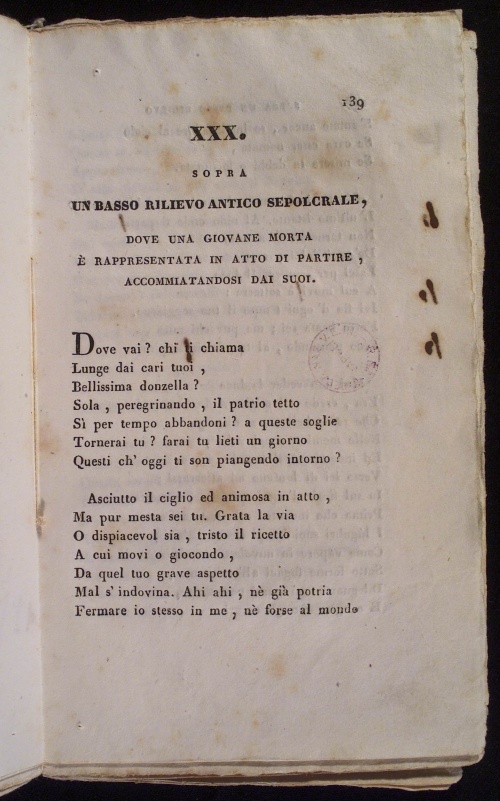 139
XXX.
SOPRA
UN BASSO RILIEVO ANTICO SEPOLCRALE,
DOVE UNA GIOVANE MORTA
È RAPPRESENTATA IN ATTO DI PARTIRE,
ACCOMMIATANDOSI DAI SUOI.
Dove vai? chi ti chiama
Lunge dai cari tuoi,
Bellissima donzella?
Sola, peregrinando, il patrio tetto
Sì per tempo abbandoni? a queste soglie
Tornerai tu? farai tu lieti un giorno
Questi ch' oggi ti son piangendo intorno?
Asciutto il ciglio ed animosa in atto,
Ma pur mesta sei tu. Grata la via
O dispiacevol sia, tristo il ricetto
A cui movi o giocondo,
Da quel tuo grave aspetto
Mal s' indovina. Ahi ahi, nè già potria
Fermare io stesso in me, nè forse al mondo